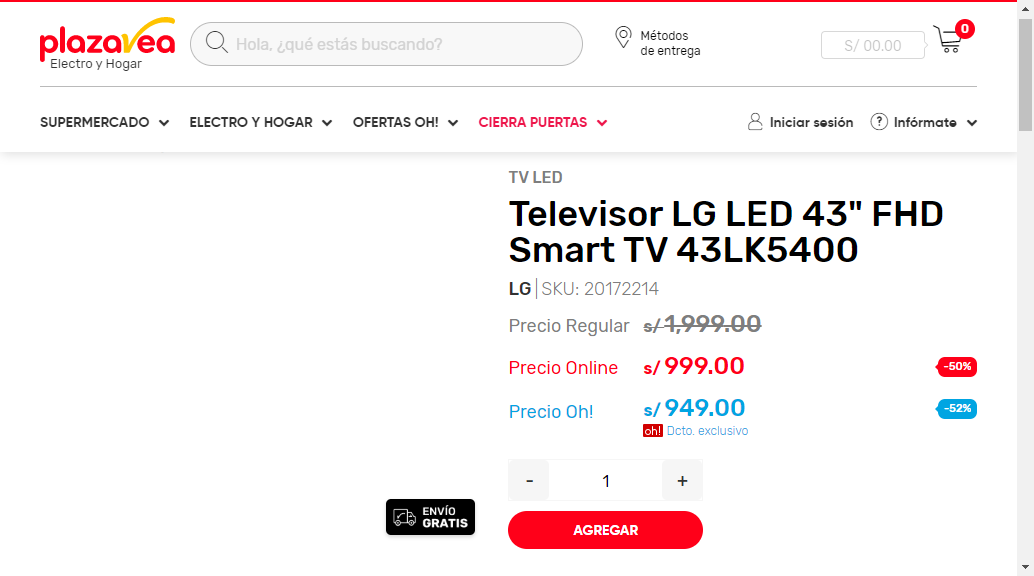 plazavea
Electro y Hogar
Hola, ¿qué estás buscando?
Métodos
de entrega
S/ 00.00
0
SUPERMERCADO
ELECTRO Y HOGAR
OFERTAS OH!
CIERRA PUERTAS
Iniciar sesión
? Infórmate
TV LED
Televisor LG LED 43" FHD
Smart TV 43LK5400
LG | SKU: 20172214
Precio Regular s/ 1,999.00
Precio Online s/ 999.00 -50%
Precio Oh! s/ 949.00 -52%
oh! Dcto. exclusivo
- 1 +
ENVÍO
GRATIS
AGREGAR